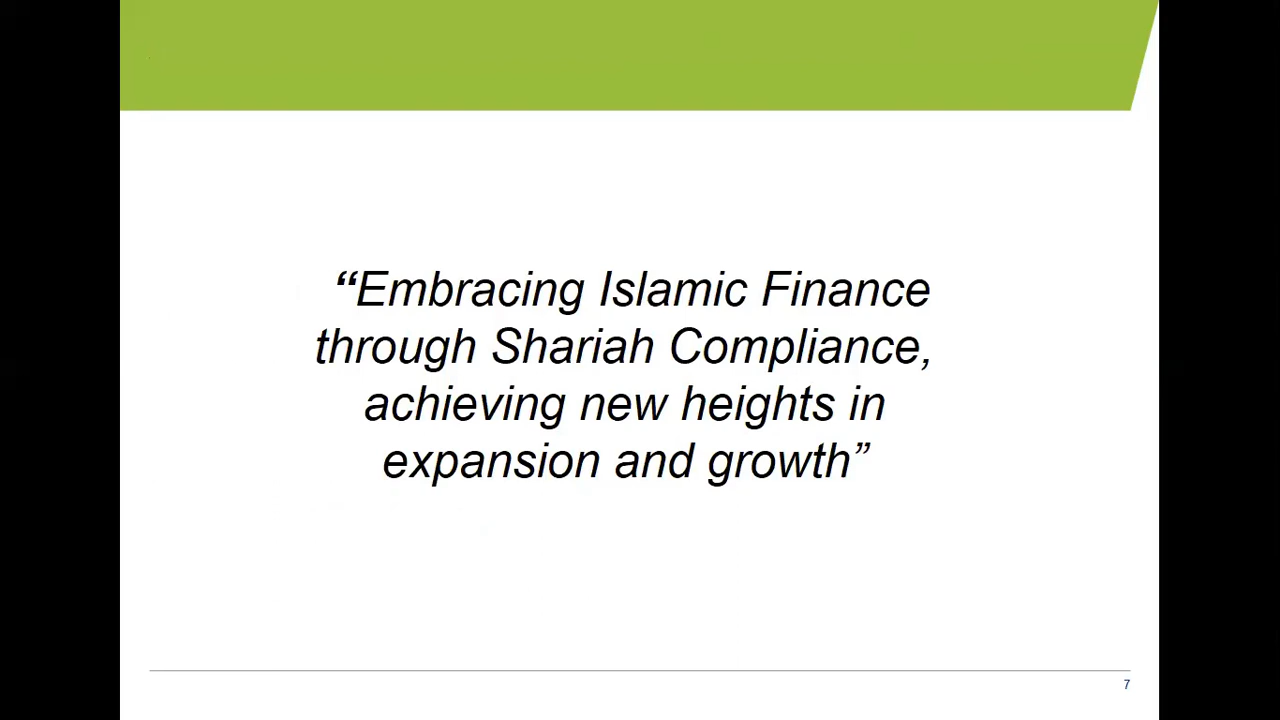 “Embracing Islamic Finance
through Shariah Compliance,
achieving new heights in
expansion and growth”
7